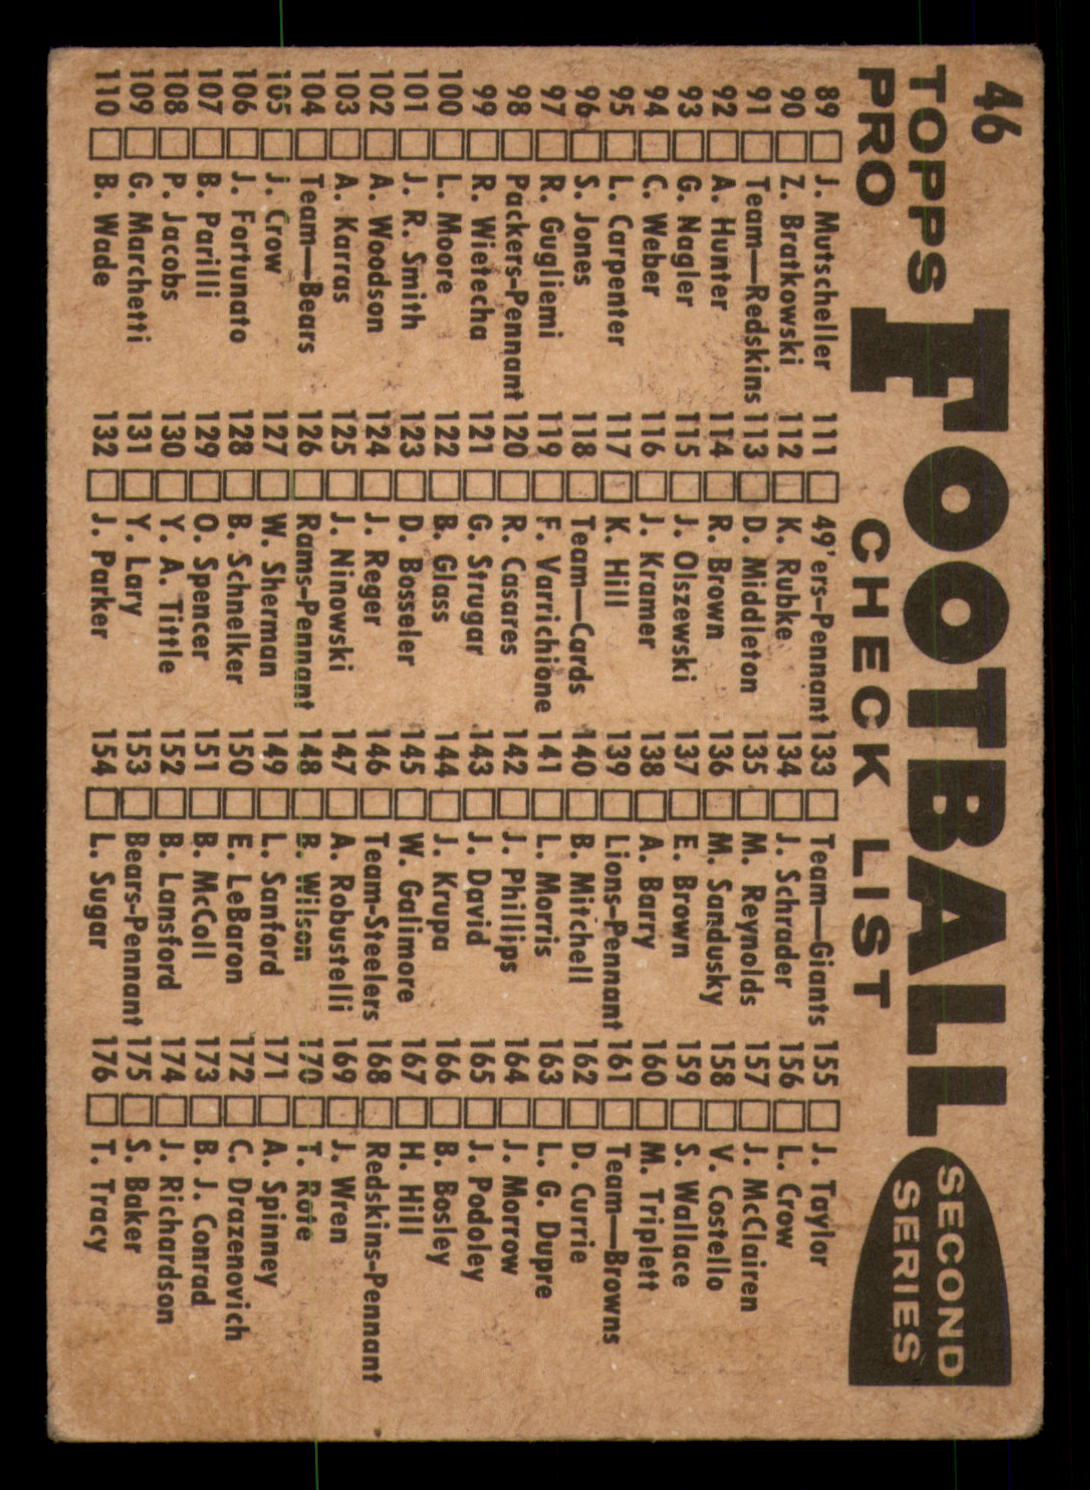 46
TOPPS FOOTBALL SECOND
PRO CHECK LIST SERIES
89 J. Mutscheller
90 Z. Bratkowski
91 Team—Redskins
92 A. Hunter
93 G. Nagler
94 C. Weber
95 L. Carpenter
96 S. Jones
97 R. Gugliemi
98 Packers-Pennant
99 R. Wietecha
100 L. Moore
101 J. R. Smith
102 A. Woodson
103 A. Karras
104 Team—Bears
105 J. Crow
106 J. Fortunato
107 B. Parilli
108 P. Jacobs
109 G. Marchetti
110 B. Wade
111 49'ers-Pennant
112 K. Rubke
113 D. Middleton
114 R. Brown
115 J. Olszewski
116 J. Kramer
117 K. Hill
118 Team—Cards
119 F. Varrichione
120 R. Casares
121 G. Strugar
122 B. Glass
123 D. Bosseler
124 J. Reger
125 J. Ninowski
126 Rams-Pennant
127 W. Sherman
128 B. Schnelker
129 O. Spencer
130 Y. A. Tittle
131 Y. Lary
132 J. Parker
133 Team—Giants
134 J. Schrader
135 M. Reynolds
136 M. Sandusky
137 E. Brown
138 A. Barry
139 Lions-Pennant
140 B. Mitchell
141 L. Morris
142 J. Phillips
143 J. David
144 J. Krupa
145 W. Galimore
146 Team-Steelers
147 A. Robustelli
148 B. Wilson
149 L. Sanford
150 E. LeBaron
151 B. McColl
152 B. Lansford
153 Bears-Pennant
154 L. Sugar
155 J. Taylor
156 L. Crow
157 J. McClairen
158 V. Costello
159 S. Wallace
160 M. Triplett
161 Team—Browns
162 D. Currie
163 L. G. Dupre
164 J. Morrow
165 J. Podoley
166 B. Bosley
167 H. Hill
168 Redskins-Pennant
169 J. Wren
170 T. Rote
171 A. Spinney
172 C. Drazenovich
173 B. J. Conrad
174 J. Richardson
175 S. Baker
176 T. Tracy